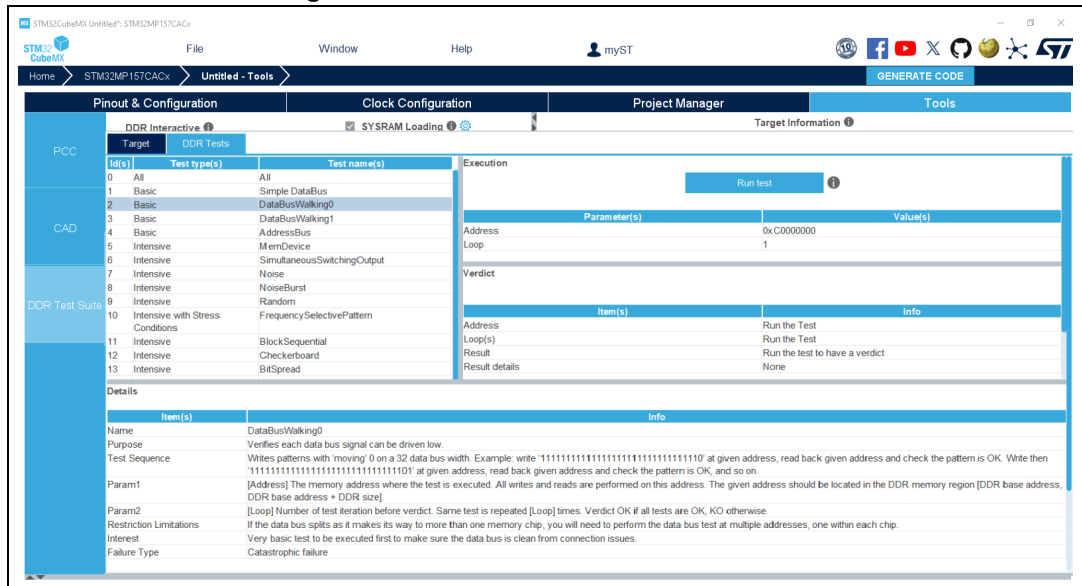 STM32CubeMX Untitled*: STM32MP157CACx
STM32 CubeMX
File
Window
Help
myST
GENERATE CODE
Home
STM32MP157CACx
Untitled - Tools
Pinout & Configuration
Clock Configuration
Project Manager
Tools
PCC
CAD
DDR Test Suite
DDR Interactive
SYSRAM Loading
Target Information
Target
DDR Tests
Id(s) Test type(s) Test name(s)
0 All All
1 Basic Simple DataBus
2 Basic DataBusWalking0
3 Basic DataBusWalking1
4 Basic AddressBus
5 Intensive MemDevice
6 Intensive SimultaneousSwitchingOutput
7 Intensive Noise
8 Intensive NoiseBurst
9 Intensive Random
10 Intensive with Stress FrequencySelectivePattern
Conditions
11 Intensive BlockSequential
12 Intensive Checkerboard
13 Intensive BitSpread
Execution
Run test
Parameter(s) Value(s)
Address 0xC0000000
Loop 1
Verdict
Item(s) Info
Address Run the Test
Loop(s) Run the Test
Result Run the test to have a verdict
Result details None
Details
Item(s) Info
Name DataBusWalking0
Purpose Verifies each data bus signal can be driven low.
Test Sequence Writes patterns with 'moving' 0 on a 32 data bus width. Example: write '11111111111111111111111111111110' at given address, read back given address and check the pattern is OK. Write then
'11111111111111111111111111111101' at given address, read back given address and check the pattern is OK, and so on.
Param1 [Address] The memory address where the test is executed. All writes and reads are performed on this address. The given address should be located in the DDR memory region [DDR base address,
DDR base address + DDR size].
Param2 [Loop] Number of test iteration before verdict. Same test is repeated [Loop] times. Verdict OK if all tests are OK, KO otherwise.
Restriction Limitations If the data bus splits as it makes its way to more than one memory chip, you will need to perform the data bus test at multiple addresses, one within each chip.
Interest Very basic test to be executed first to make sure the data bus is clean from connection issues.
Failure Type Catastrophic failure